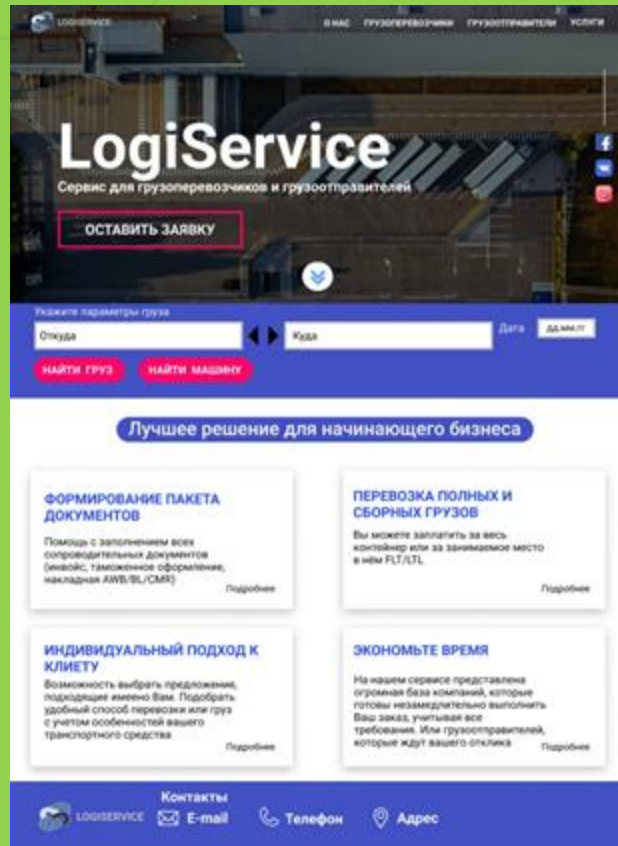 LOGISERVICE
О НАС ГРУЗОПЕРЕВОЗЧИКИ ГРУЗООТПРАВИТЕЛИ УСЛУГИ
LogiService
Сервис для грузоперевозчиков и грузоотправителей
ОСТАВИТЬ ЗАЯВКУ
Укажите параметры груза
Откуда Куда Дата ДД.ММ.ГГ
НАЙТИ ГРУЗ НАЙТИ МАШИНУ
Лучшее решение для начинающего бизнеса
ФОРМИРОВАНИЕ ПАКЕТА
ДОКУМЕНТОВ
Помощь с заполнением всех
сопроводительных документов
(инвойс, таможенное оформление,
накладная AWB/BL/CMR)
Подробнее
ПЕРЕВОЗКА ПОЛНЫХ И
СБОРНЫХ ГРУЗОВ
Вы можете заплатить за весь
контейнер или за занимаемое место
в нём FLT/LTL
Подробнее
ИНДИВИДУАЛЬНЫЙ ПОДХОД К
КЛИЕТУ
Возможность выбрать предложение,
подходящие имеено Вам. Подобрать
удобный способ перевозки или груз
с учетом особенностей вашего
транспортного средства
Подробнее
ЭКОНОМЬТЕ ВРЕМЯ
На нашем сервисе представлена
огромная база компаний, которые
готовы незамедлительно выполнить
Ваш заказ, учитывая все
требования. Или грузоотправителей,
которые ждут вашего отклика
Подробнее
Контакты
LOGISERVICE E-mail Телефон Адрес